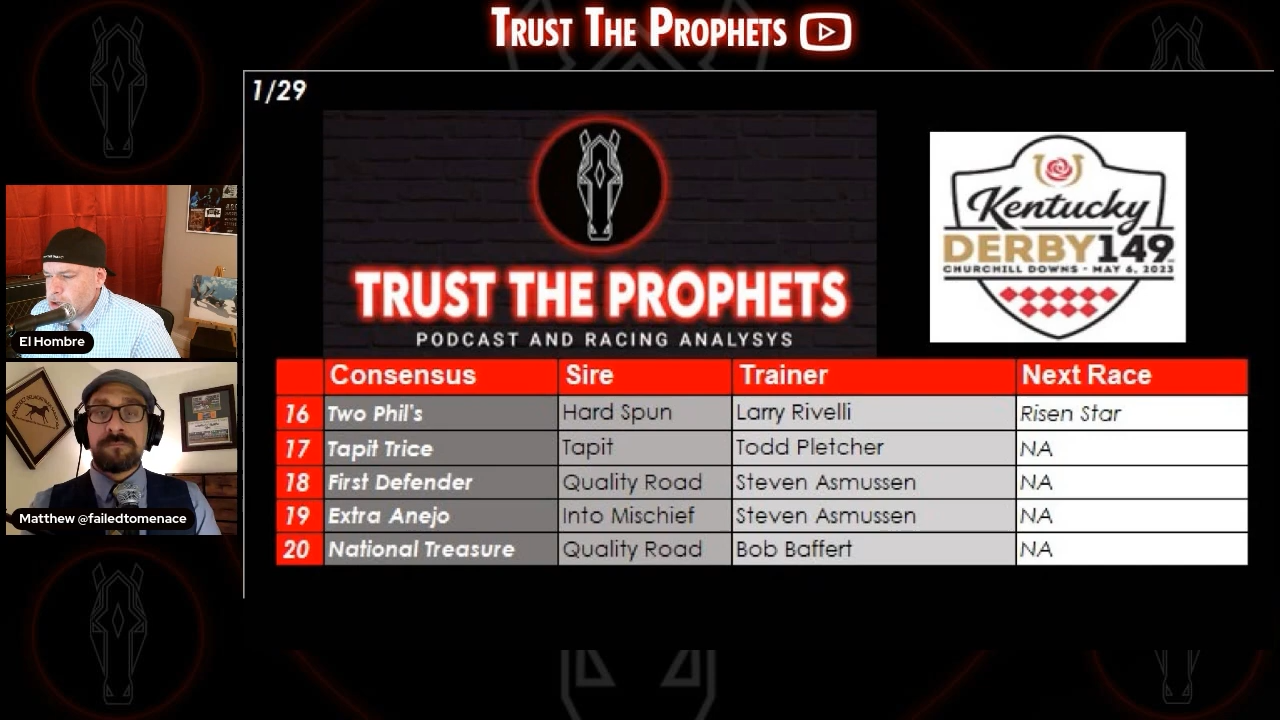 TRUST THE PROPHETS
1/29
TRUST THE PROPHETS
PODCAST AND RACING ANALYSYS
Kentucky
DERBY149
CHURCHILL DOWNS • MAY 6, 2023
Consensus Sire Trainer Next Race
16 Two Phil's Hard Spun Larry Rivelli Risen Star
17 Tapit Trice Tapit Todd Pletcher NA
18 First Defender Quality Road Steven Asmussen NA
19 Extra Anejo Into Mischief Steven Asmussen NA
20 National Treasure Quality Road Bob Baffert NA
El Hombre
Matthew @failedtomenace